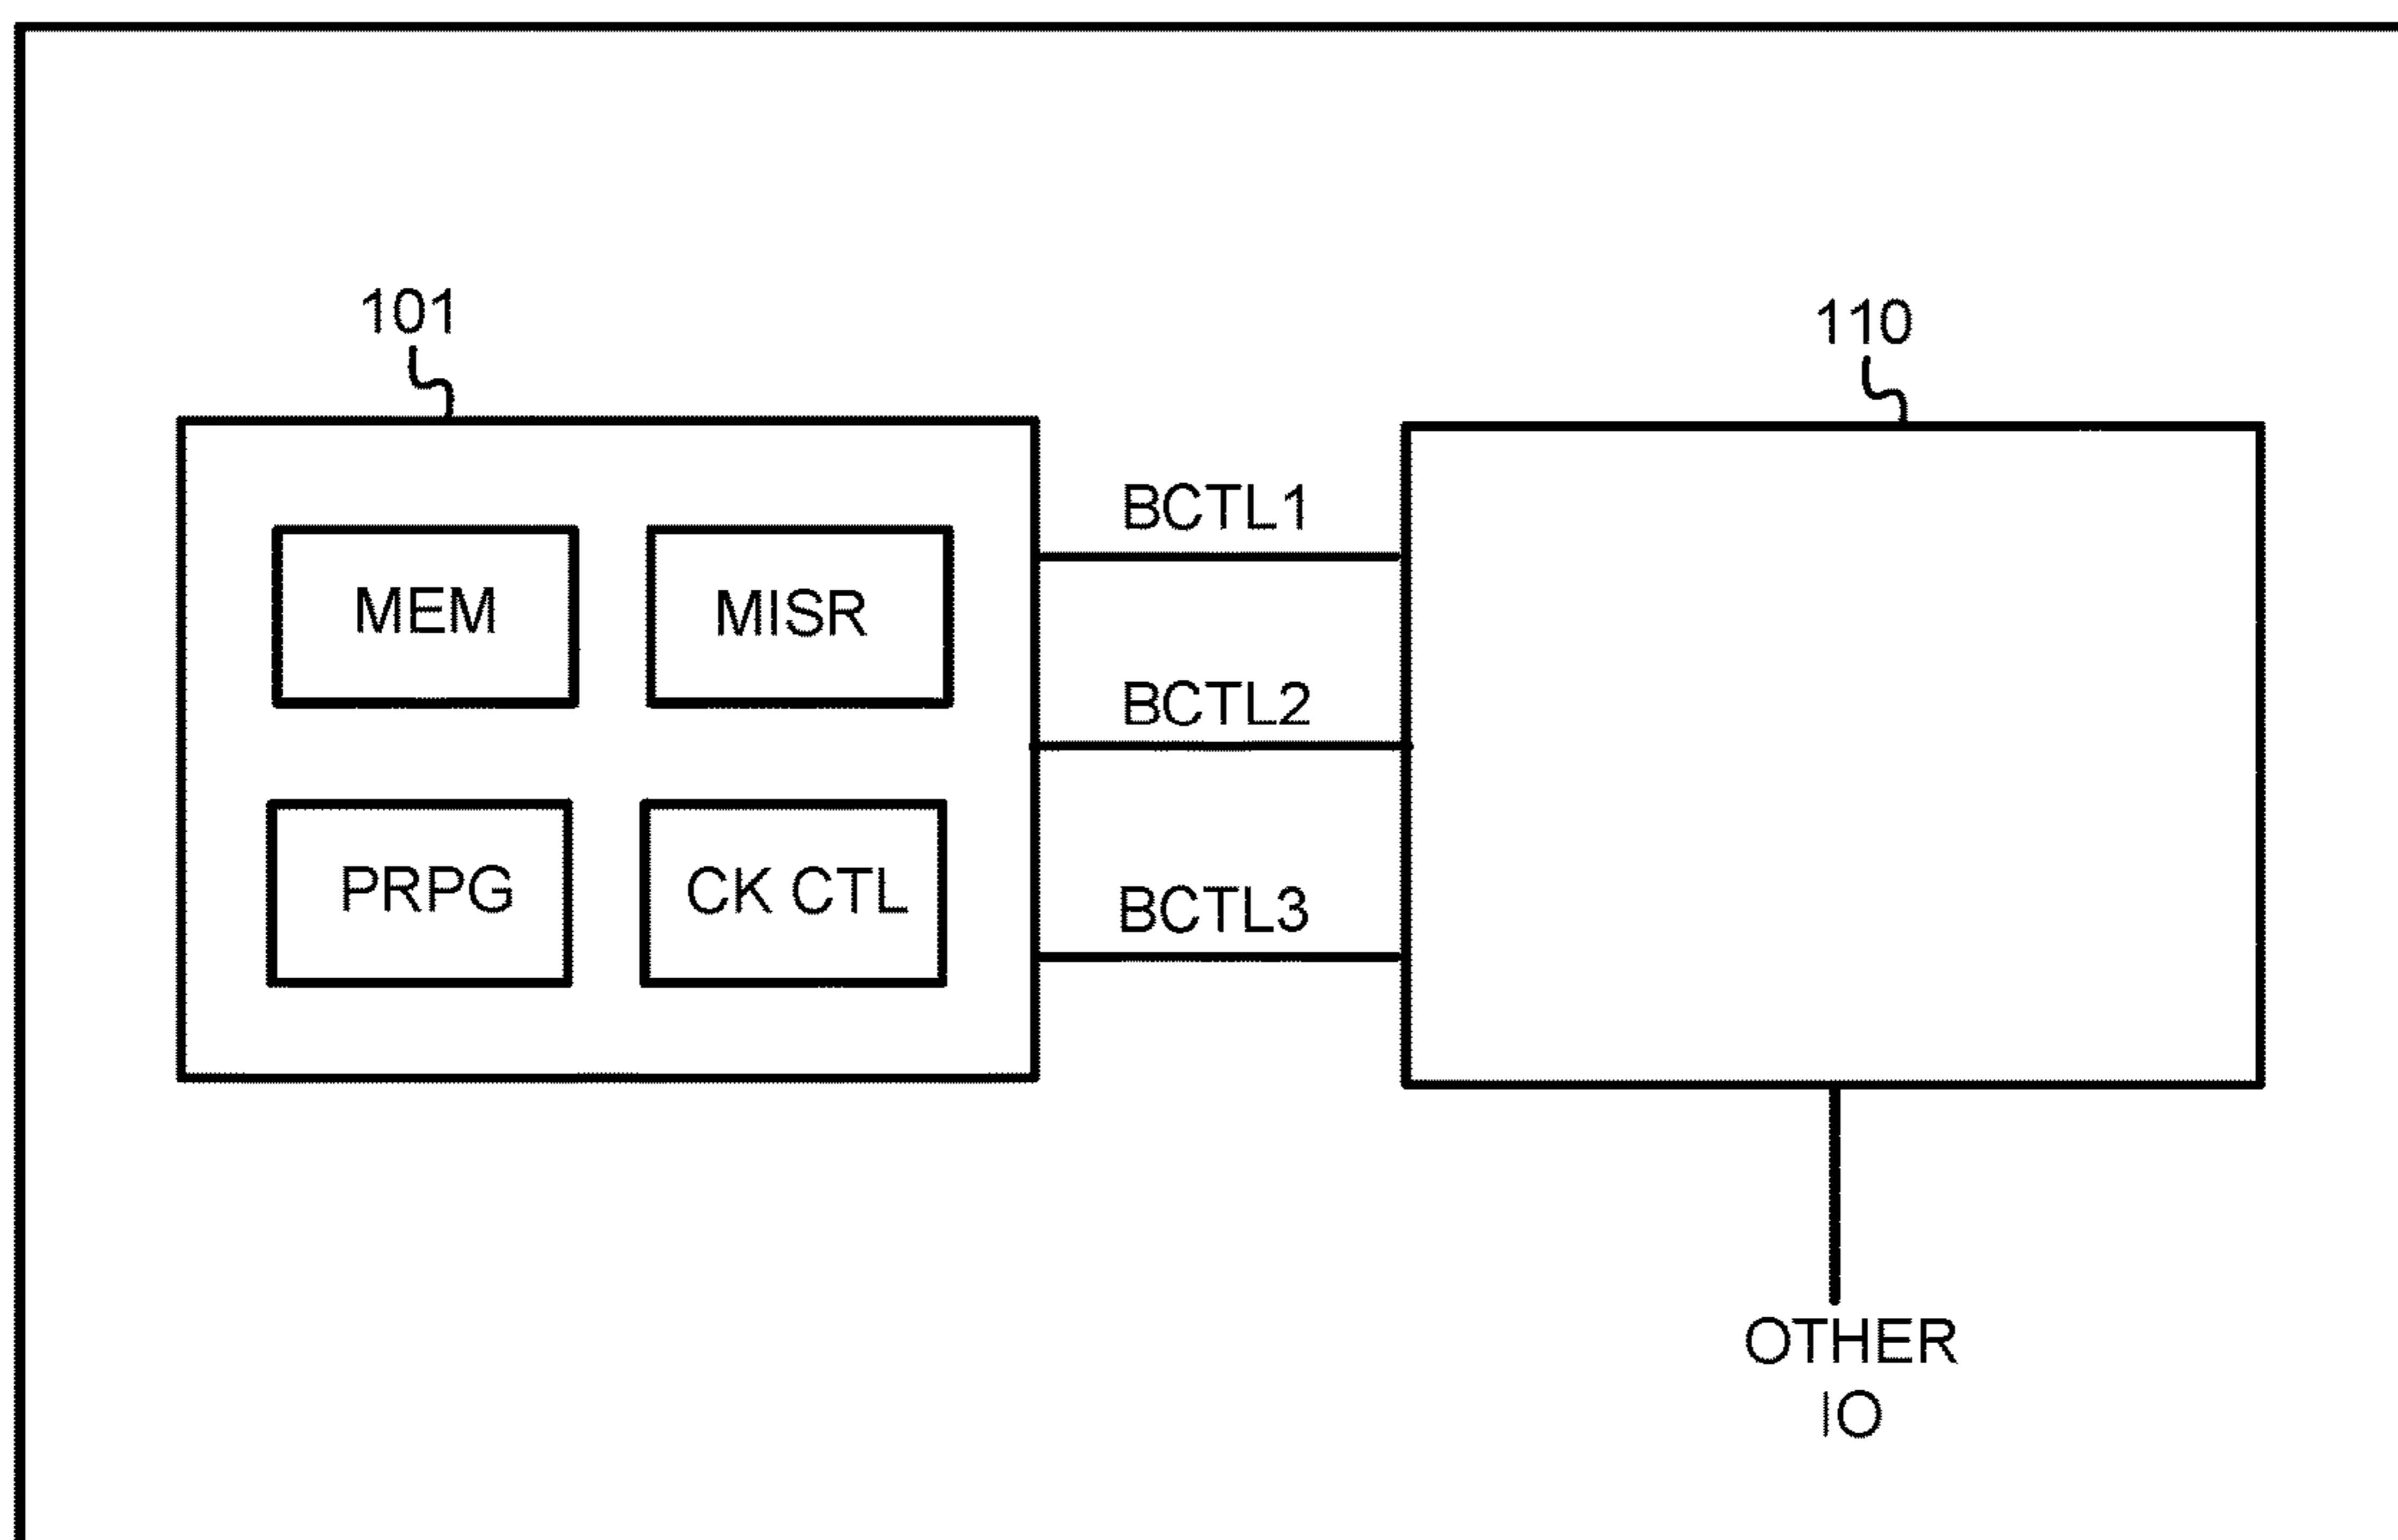 101
110
BCTL1
MEM
MISR
BCTL2
PRPG
CK CTL
BCTL3
OTHER
IO